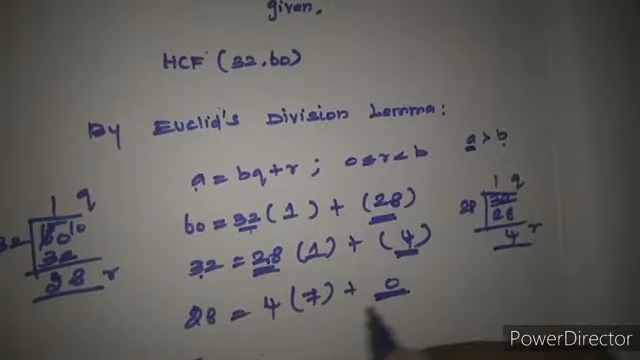 given.
HCF (32,60)
By Euclid's Division Lemma:
a = bq+r ; 0≤r<b a>b
60 = 32 (1) + (28)
32 = 28 (1) + (4)
28 = 4 (7) + 0
1 q
32 60 10
32
28 r
1 q
28 32
28
4 r
PowerDirector